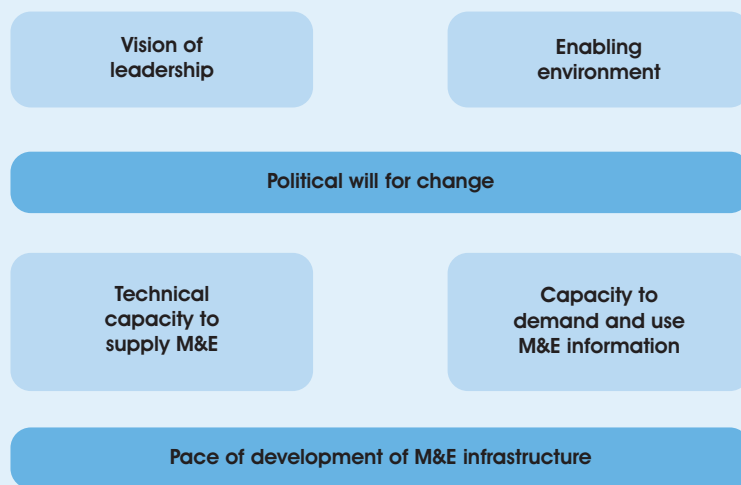 Vision of
leadership
Enabling
environment
Political will for change
Technical
capacity to
supply M&E
Capacity to
demand and use
M&E information
Pace of development of M&E infrastructure